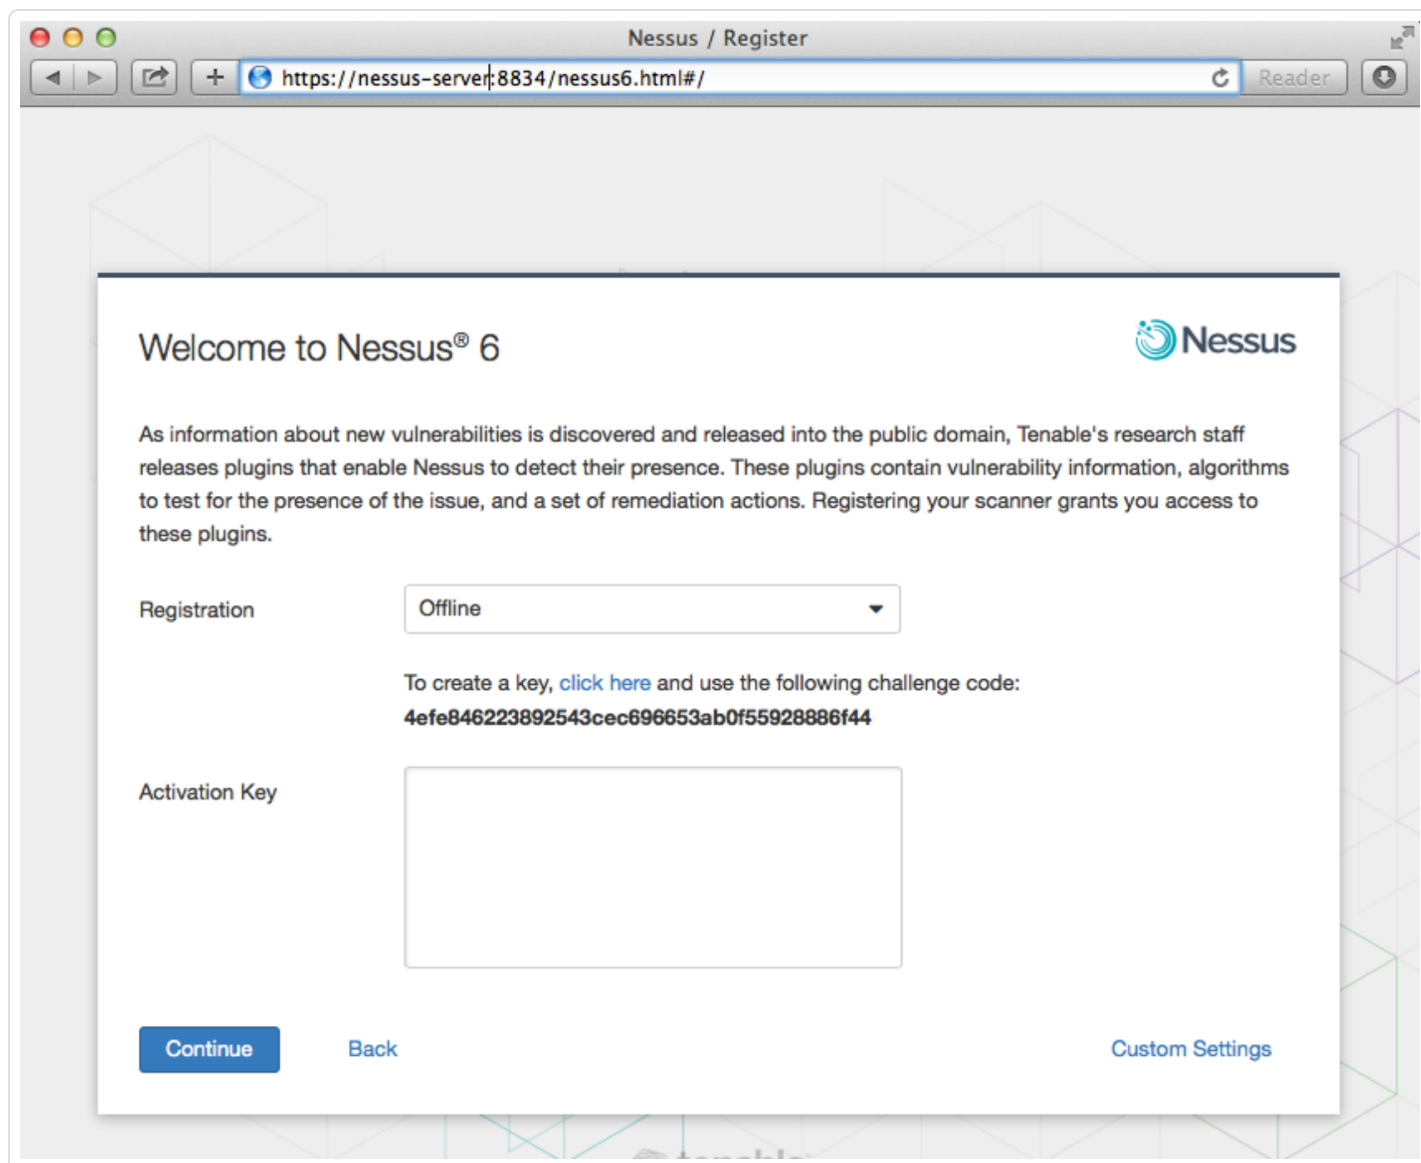 Nessus / Register
https://nessus-server:8834/nessus6.html#/
Reader
Welcome to Nessus® 6
Nessus
As information about new vulnerabilities is discovered and released into the public domain, Tenable's research staff
releases plugins that enable Nessus to detect their presence. These plugins contain vulnerability information, algorithms
to test for the presence of the issue, and a set of remediation actions. Registering your scanner grants you access to
these plugins.
Registration
Offline
To create a key, click here and use the following challenge code:
4efe846223892543cec696653ab0f55928886f44
Activation Key
Continue
Back
Custom Settings
tenable